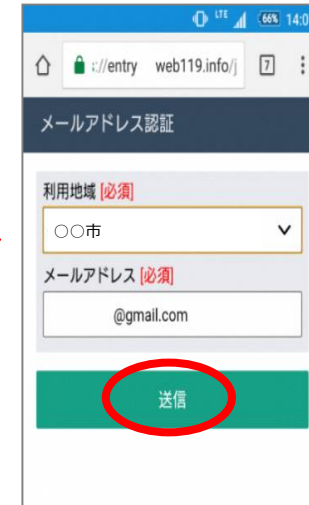 LTE 66% 14:0
://entry web119.info/j 7
メールアドレス認証
利用地域 [必須]
○○市
メールアドレス [必須]
@gmail.com
送信